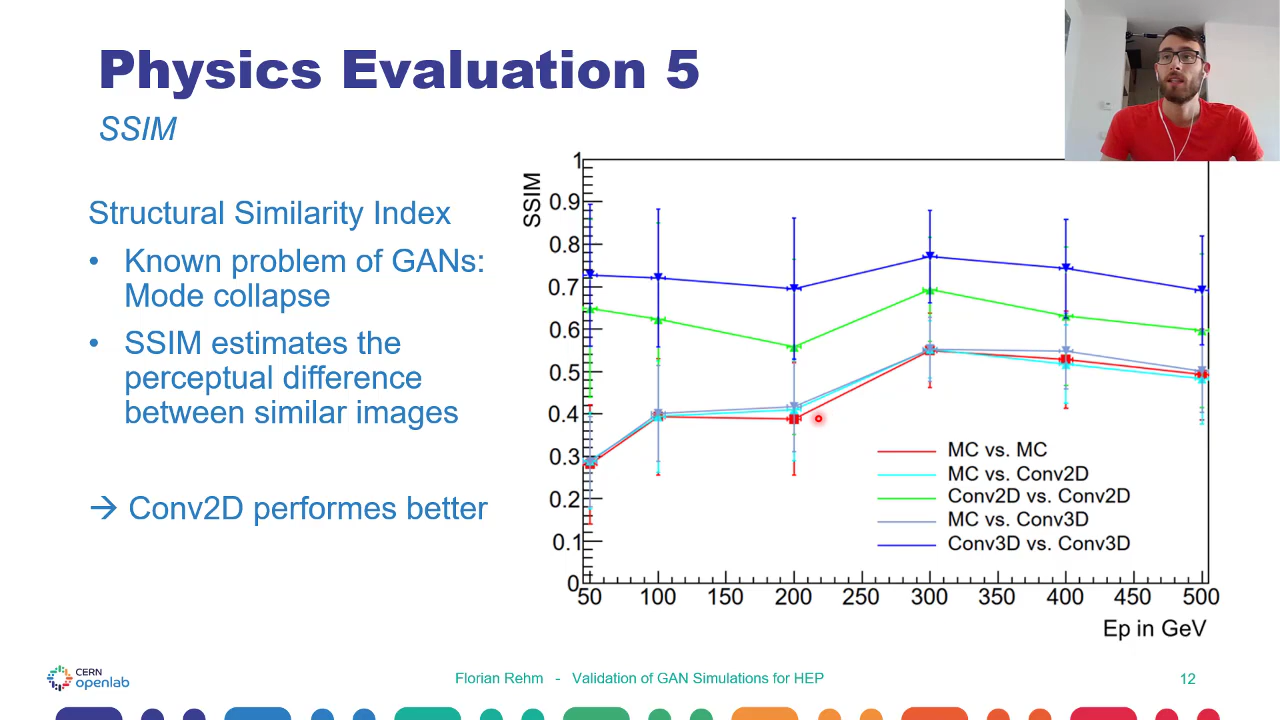 Physics Evaluation 5
SSIM
Structural Similarity Index
• Known problem of GANs:
Mode collapse
• SSIM estimates the
perceptual difference
between similar images
→ Conv2D performes better
SSIM
1
0.9
0.8
0.7
0.6
0.5
0.4
0.3
0.2
0.1
0
50 100 150 200 250 300 350 400 450 500
Ep in GeV
MC vs. MC
MC vs. Conv2D
Conv2D vs. Conv2D
MC vs. Conv3D
Conv3D vs. Conv3D
CERN
openlab
Florian Rehm - Validation of GAN Simulations for HEP
12